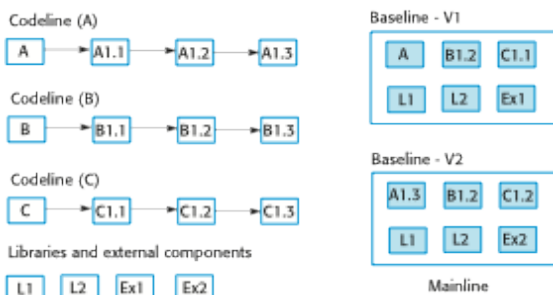 Codeline (A)
A A1.1 A1.2 A1.3
Codeline (B)
B B1.1 B1.2 B1.3
Codeline (C)
C C1.1 C1.2 C1.3
Libraries and external components
L1 L2 Ex1 Ex2
Baseline - V1
A B1.2 C1.1
L1 L2 Ex1
Baseline - V2
A1.3 B1.2 C1.2
L1 L2 Ex2
Mainline